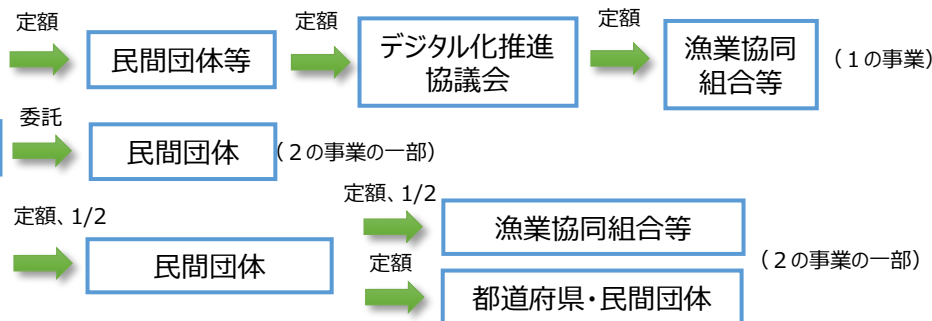 定額
民間団体等
定額
デジタル化推進
協議会
定額
漁業協同
組合等
（１の事業）
委託
民間団体
（２の事業の一部）
定額、1/2
民間団体
定額、1/2
漁業協同組合等
定額
都道府県・民間団体
（２の事業の一部）